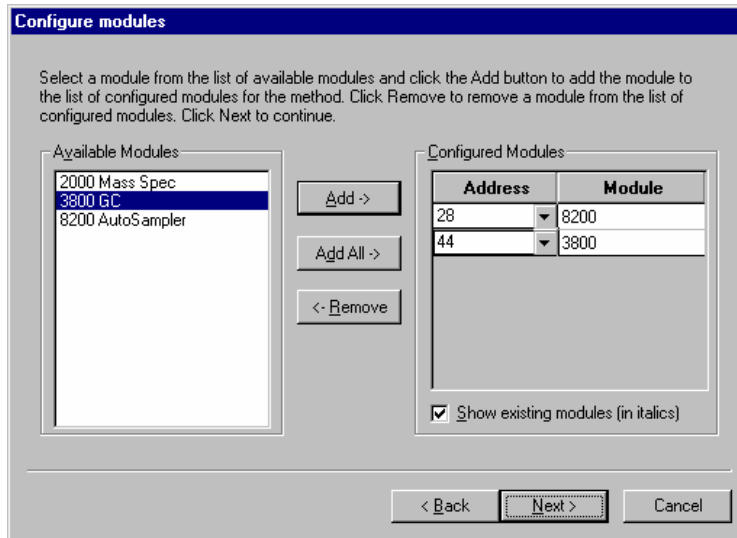 Configure modules
Select a module from the list of available modules and click the Add button to add the module to
the list of configured modules for the method. Click Remove to remove a module from the list of
configured modules. Click Next to continue.
Available Modules
2000 Mass Spec
3800 GC
8200 AutoSampler
Add ->
Add All ->
<- Remove
Configured Modules
Address Module
28 8200
44 3800
Show existing modules (in italics)
< Back
Next >
Cancel